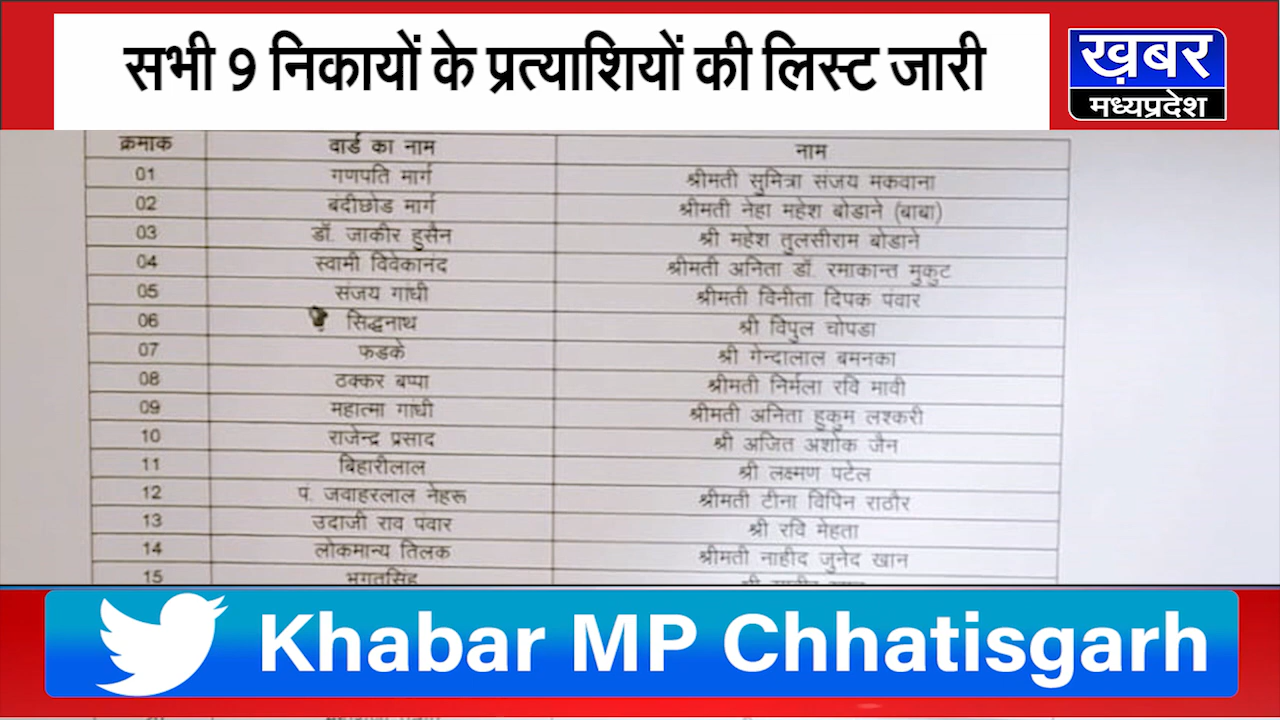 सभी 9 निकायों के प्रत्याशियों की लिस्ट जारी
ख़बर
मध्यप्रदेश
क्रमाक वार्ड का नाम नाम
01 गणपति मार्ग श्रीमती सुमित्रा संजय मकवाना
02 बंदीछोड मार्ग श्रीमती नेहा महेश बोडाने (बाबा)
03 डॉ. जाकीर हुसैन श्री महेश तुलसीराम बोडाने
04 स्वामी विवेकानंद श्रीमती अनिता डॉ. रमाकान्त मुकुट
05 संजय गांधी श्रीमती विनीता दिपक पंवार
06 सिद्धनाथ श्री विपुल चोपडा
07 फडके श्री गेन्दालाल बमनका
08 ठक्कर बप्पा श्रीमती निर्मला रवि मावी
09 महात्मा गांधी श्रीमती अनिता हुकुम लश्करी
10 राजेन्द्र प्रसाद श्री अजित अशोक जैन
11 बिहारीलाल श्री लक्ष्मण पटेल
12 पं. जवाहरलाल नेहरू श्रीमती टीना विपिन राठौर
13 उदाजी राव पंवार श्री रवि मेहता
14 लोकमान्य तिलक श्रीमती नाहीद जुनेद खान
15 भगतसिंह
Khabar MP Chhatisgarh